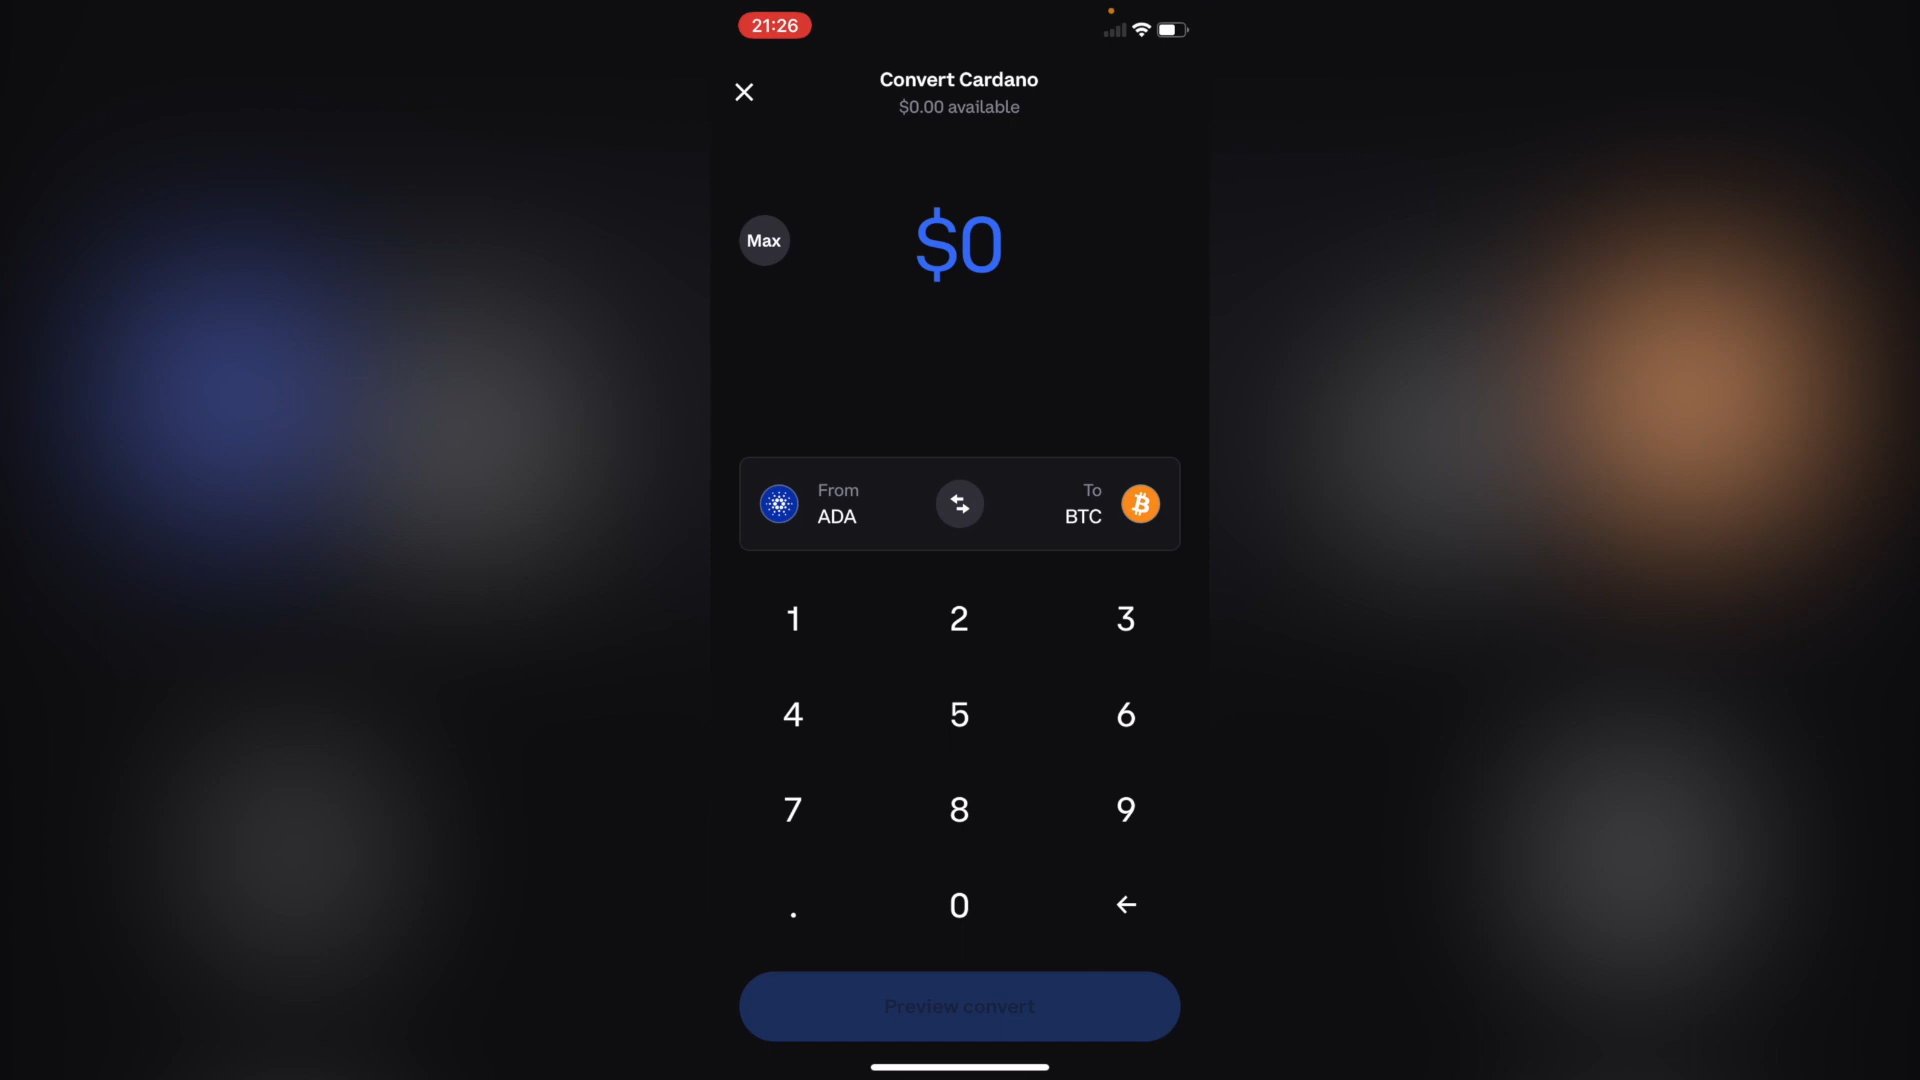 21:26
Convert Cardano
$0.00 available
Max
$0
From
To
ADA
BTC
1 2 3
4 5 6
7 8 9
. 0
Preview convert